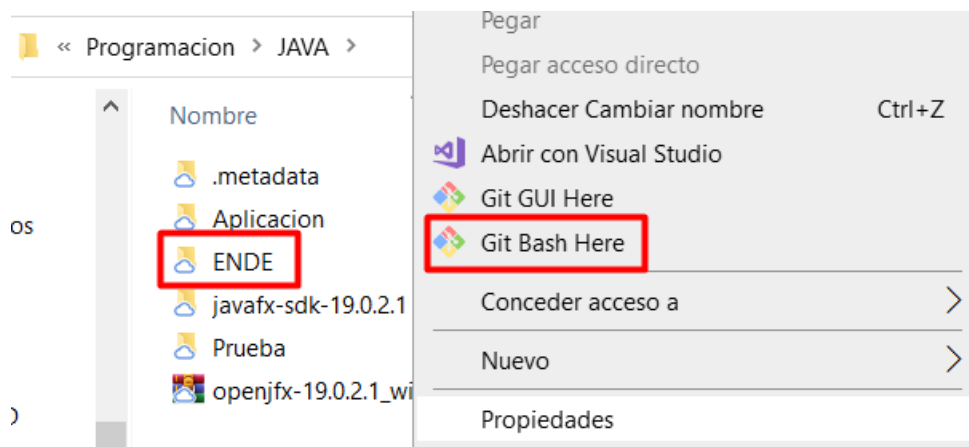 « Programacion > JAVA >
Nombre
.metadata
Aplicacion
ENDE
javafx-sdk-19.0.2.1
Prueba
openjfx-19.0.2.1_wi
os
Pegar
Pegar acceso directo
Deshacer Cambiar nombre Ctrl+Z
Abrir con Visual Studio
Git GUI Here
Git Bash Here
Conceder acceso a
Nuevo
Propiedades